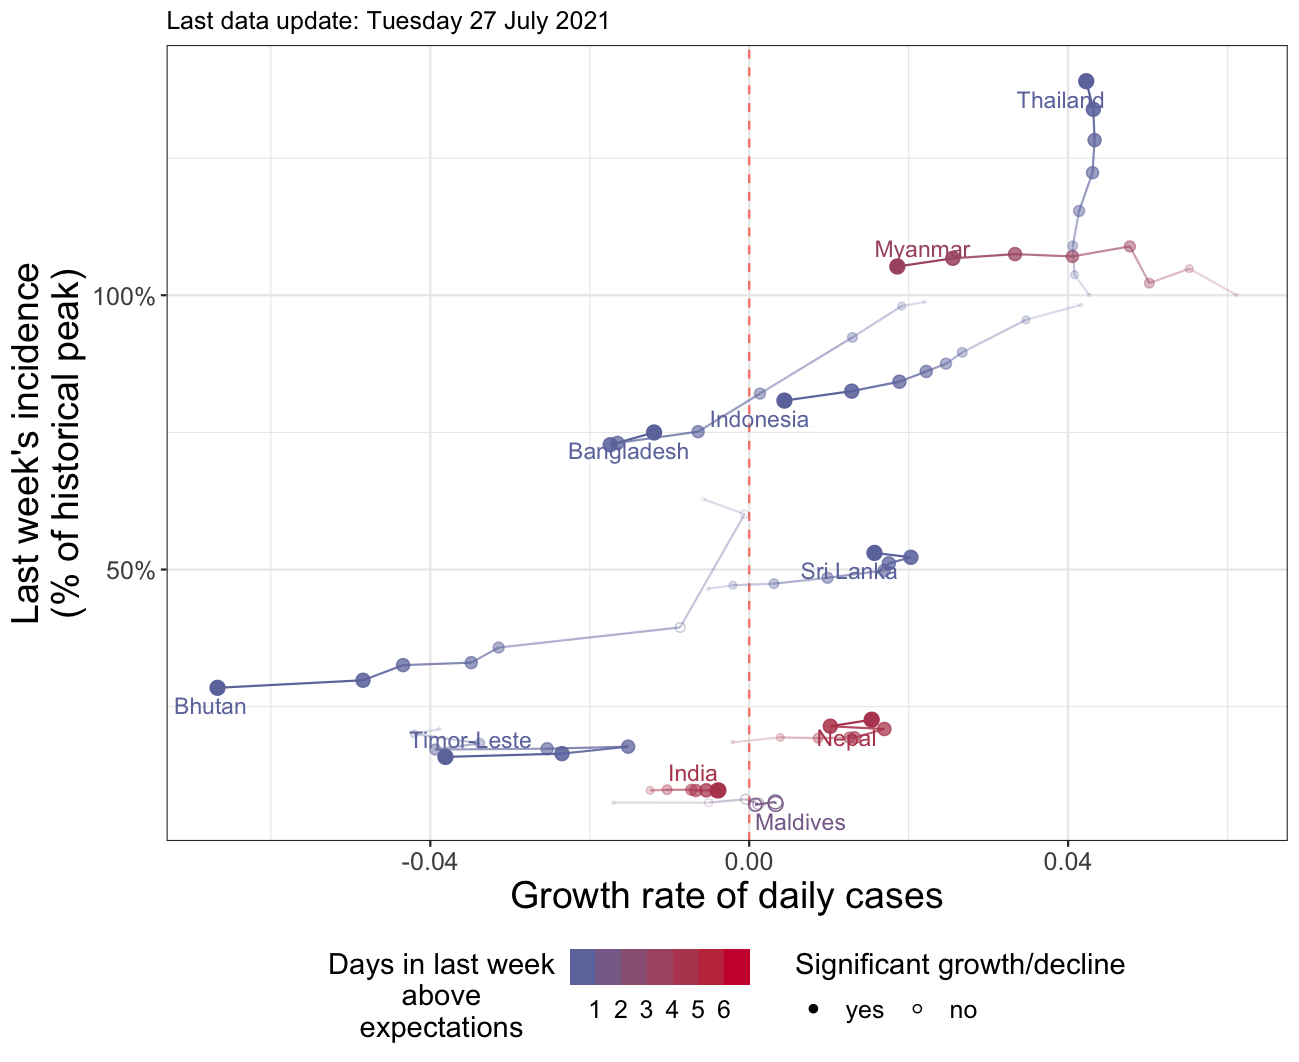 Last data update: Tuesday 27 July 2021
Last week's incidence
(% of historical peak)
100%
50%
Thailand
Myanmar
Indonesia
Bangladesh
Sri Lanka
Bhutan
Timor-Leste
Nepal
India
Maldives
-0.04
0.00
0.04
Growth rate of daily cases
Days in last week
above
expectations
1 2 3 4 5 6
Significant growth/decline
yes
no